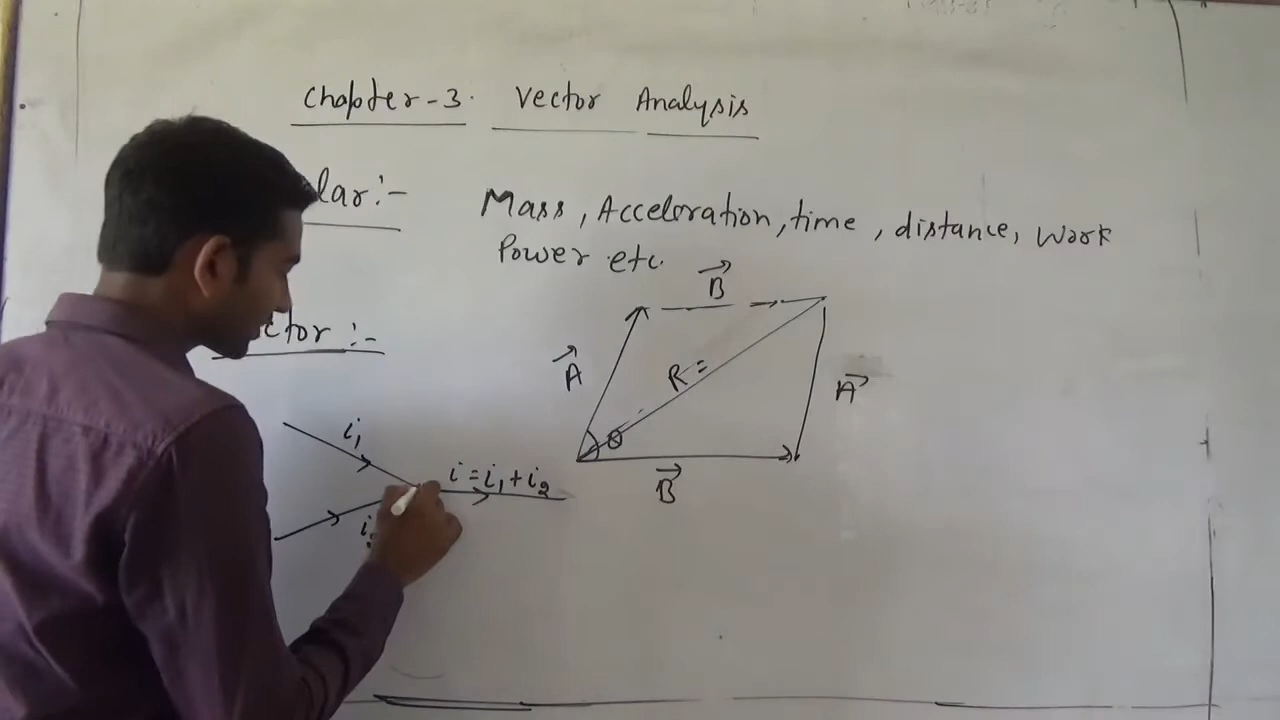 Chapter-3. Vector Analysis
lar:-
Mass, Acceleration, time, distance, Work
Power etc.
ctor :-
B
A
R =
A
θ
B
i1
i = i1 + i2
i